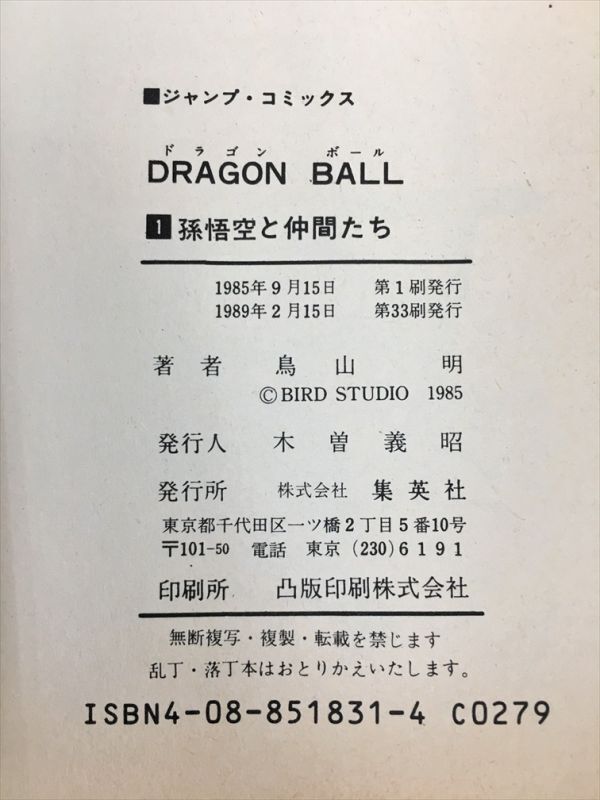 ■ジャンプ・コミックス
ドラゴン ボール
DRAGON BALL
1 孫悟空と仲間たち
1985年9月15日 第1刷発行
1989年2月15日 第33刷発行
著者 鳥山 明
©BIRD STUDIO 1985
発行人 木曽義昭
発行所 株式会社 集英社
東京都千代田区一ツ橋2丁目5番10号
〒101-50 電話 東京(230)6191
印刷所 凸版印刷株式会社
無断複写・複製・転載を禁じます
乱丁・落丁本はおとりかえいたします。
ISBN4-08-851831-4 C0279